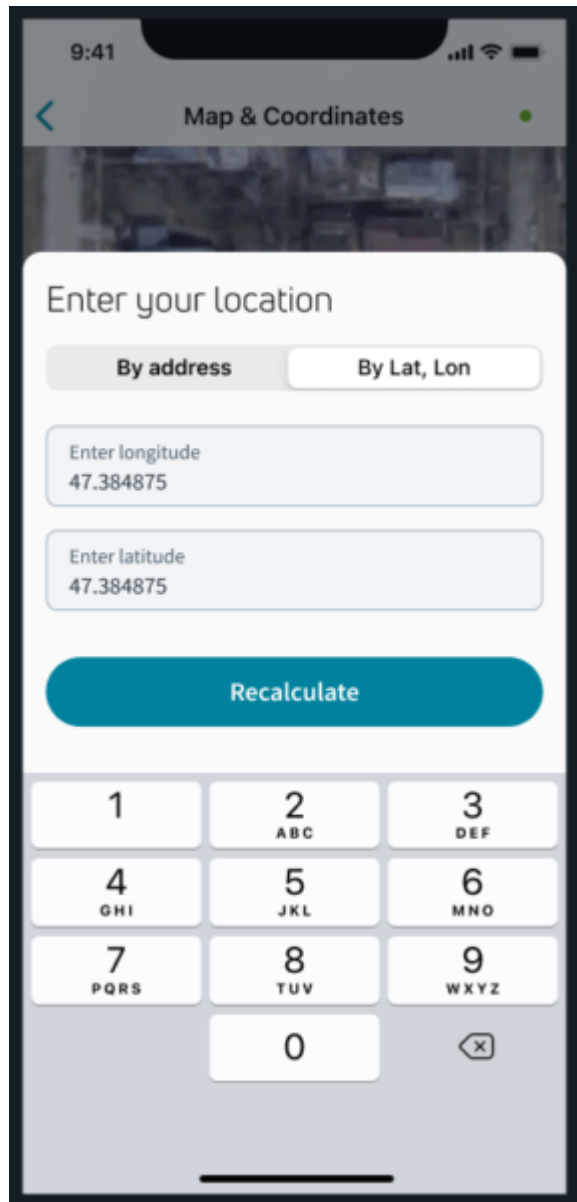 9:41
Map & Coordinates
Enter your location
By address By Lat, Lon
Enter longitude
47.384875
Enter latitude
47.384875
Recalculate
1 2 3
ABC DEF
4 5 6
GHI JKL MNO
7 8 9
PQRS TUV WXYZ
0